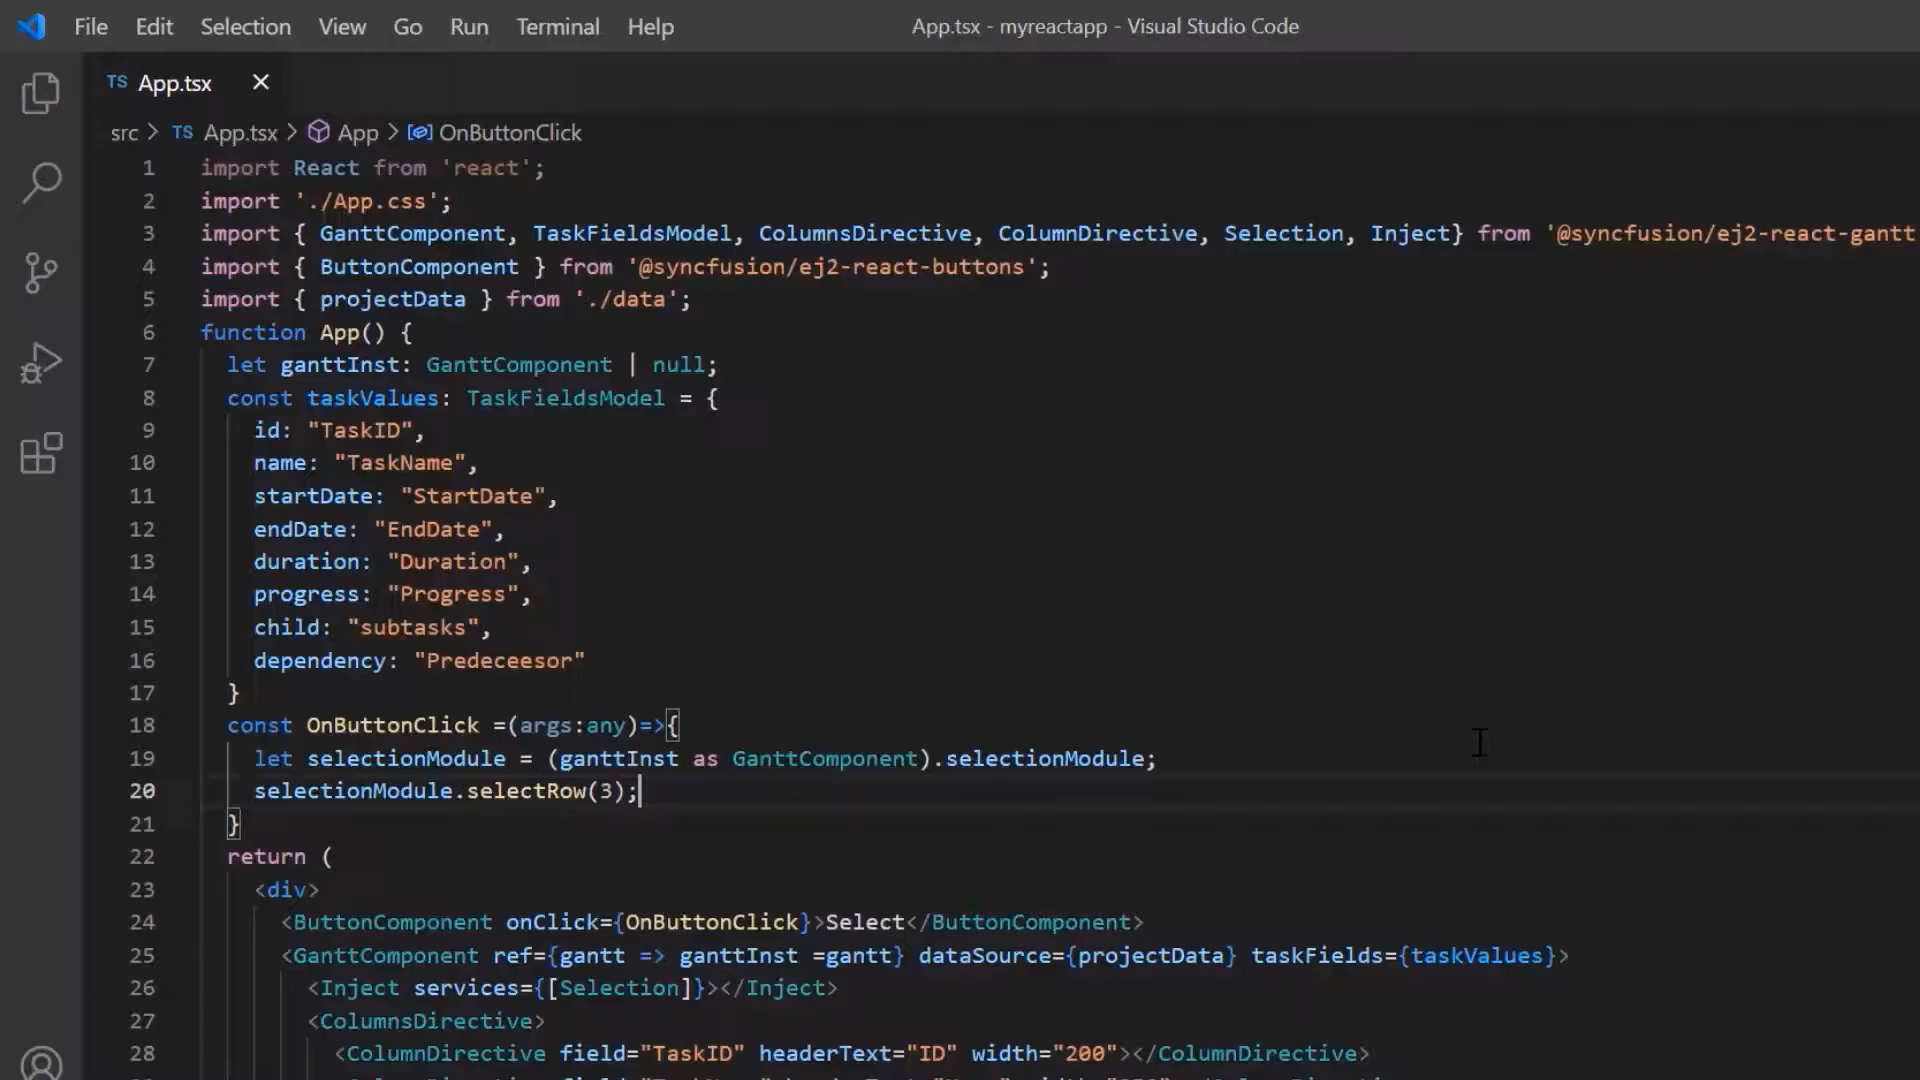 File Edit Selection View Go Run Terminal Help App.tsx - myreactapp - Visual Studio Code
TS App.tsx
src > TS App.tsx > App > OnButtonClick
1 import React from 'react';
2 import './App.css';
3 import { GanttComponent, TaskFieldsModel, ColumnsDirective, ColumnDirective, Selection, Inject} from '@syncfusion/ej2-react-gantt
4 import { ButtonComponent } from '@syncfusion/ej2-react-buttons';
5 import { projectData } from './data';
6 function App() {
7 let ganttInst: GanttComponent | null;
8 const taskValues: TaskFieldsModel = {
9 id: "TaskID",
10 name: "TaskName",
11 startDate: "StartDate",
12 endDate: "EndDate",
13 duration: "Duration",
14 progress: "Progress",
15 child: "subtasks",
16 dependency: "Predeceesor"
17 }
18 const OnButtonClick =(args:any)=>{
19 let selectionModule = (ganttInst as GanttComponent).selectionModule;
20 selectionModule.selectRow(3);
21 }
22 return (
23 <div>
24 <ButtonComponent onClick={OnButtonClick}>Select</ButtonComponent>
25 <GanttComponent ref={gantt => ganttInst =gantt} dataSource={projectData} taskFields={taskValues}>
26 <Inject services={[Selection]}></Inject>
27 <ColumnsDirective>
28 <ColumnDirective field="TaskID" headerText="ID" width="200"></ColumnDirective>